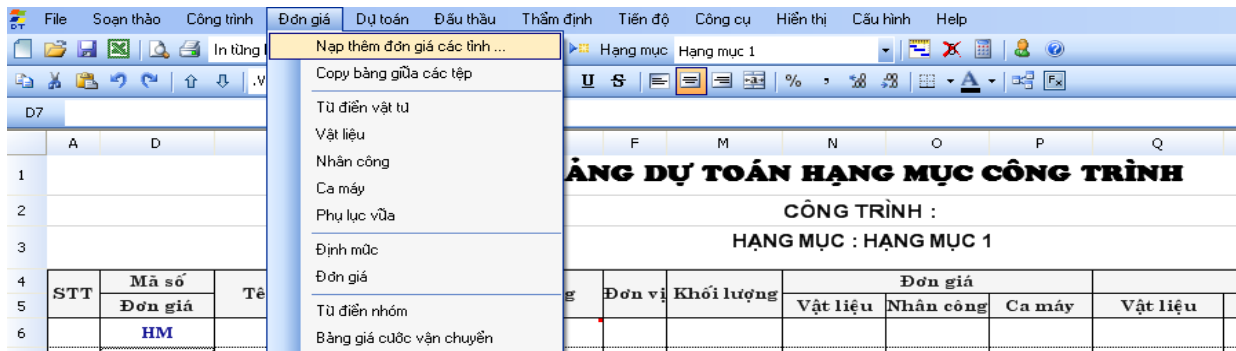 File Soạn thảo Công trình Đơn giá Dự toán Đấu thầu Thẩm định Tiến độ Công cụ Hiển thị Cấu hình Help
In từng Hạng mục Hạng mục 1
Nạp thêm đơn giá các tỉnh ...
Copy bảng giữa các tệp
.V U S % ,
Từ điển vật tư
D7
Vật liệu
A D F M N O P Q
Nhân công
1 ẢNG DỰ TOÁN HẠNG MỤC CÔNG TRÌNH
Ca máy
2 CÔNG TRÌNH :
Phụ lục vữa
3 HẠNG MỤC : HẠNG MỤC 1
Định mức
4 STT Mã số Đơn vị Khối lượng Đơn giá
Đơn giá
5 Đơn giá Tê g Vật liệu Nhân công Ca máy Vật liệu
Từ điển nhóm
6 HM
Bảng giá cước vận chuyển